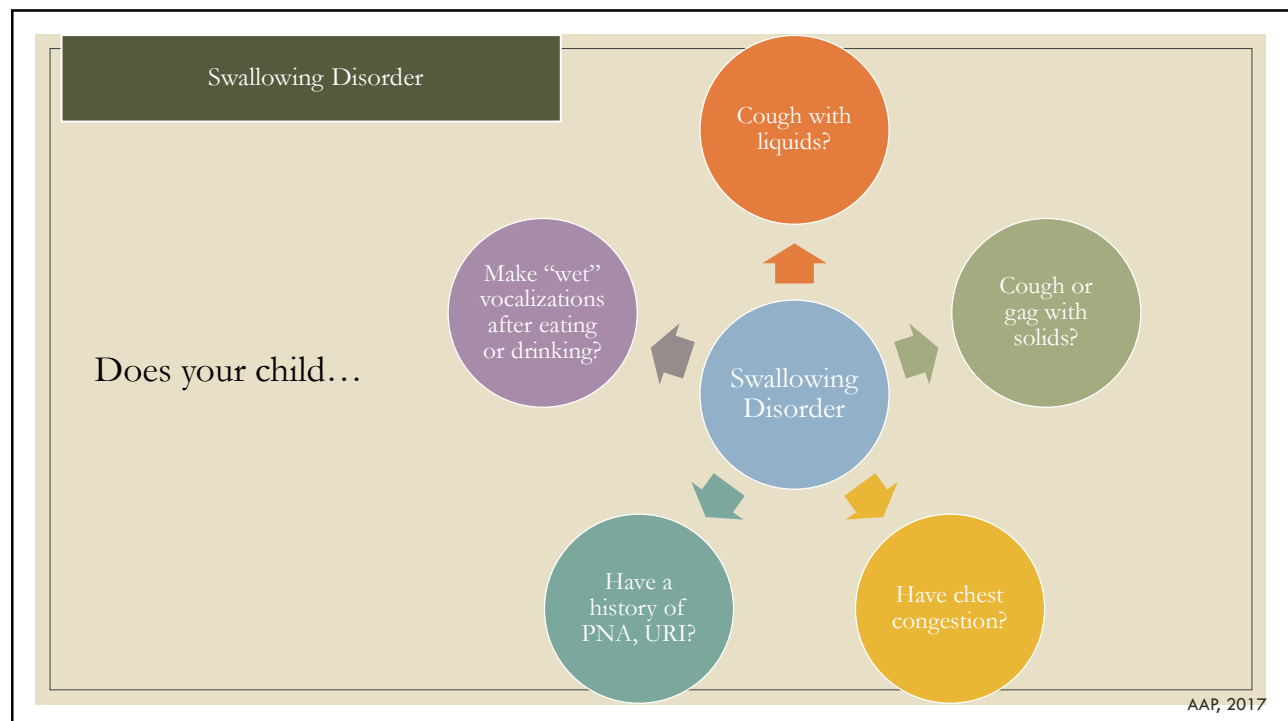 Swallowing Disorder
Does your child…
Cough with
liquids?
Cough or
gag with
solids?
Have chest
congestion?
Have a
history of
PNA, URI?
Make “wet”
vocalizations
after eating
or drinking?
Swallowing
Disorder
AAP, 2017